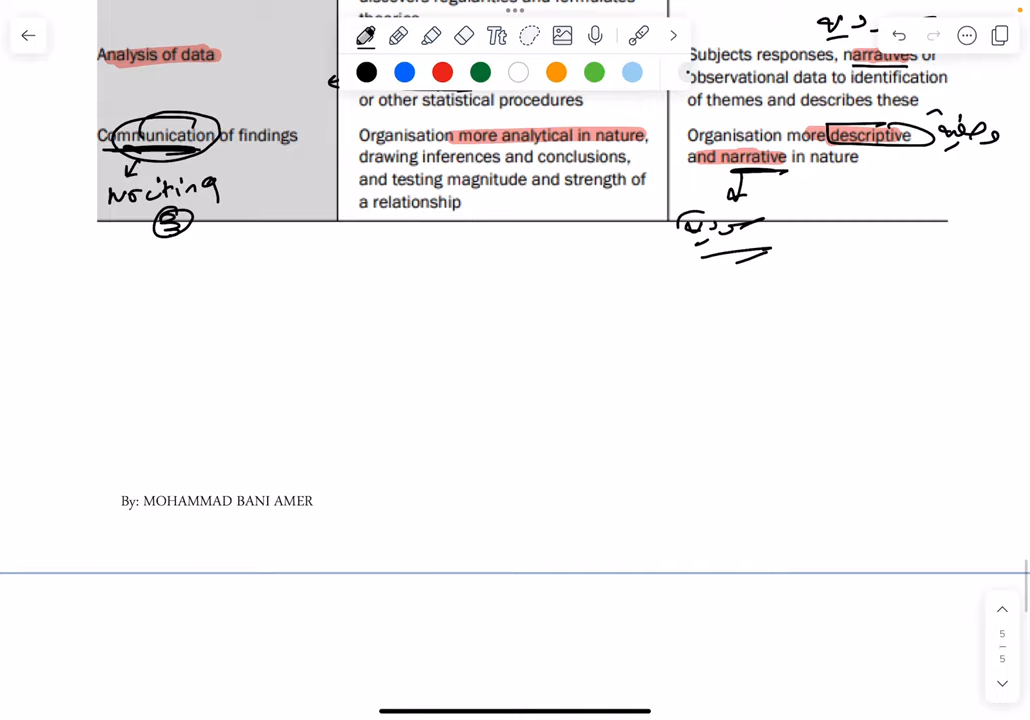 discovers regularities and formulates
theories
Analysis of data
or other statistical procedures
Subjects responses, narratives or
observational data to identification
of themes and describes these
Communication of findings
Organisation more analytical in nature,
drawing inferences and conclusions,
and testing magnitude and strength of
a relationship
Organisation more descriptive
and narrative in nature
writing
By: MOHAMMAD BANI AMER
Tt
5
5